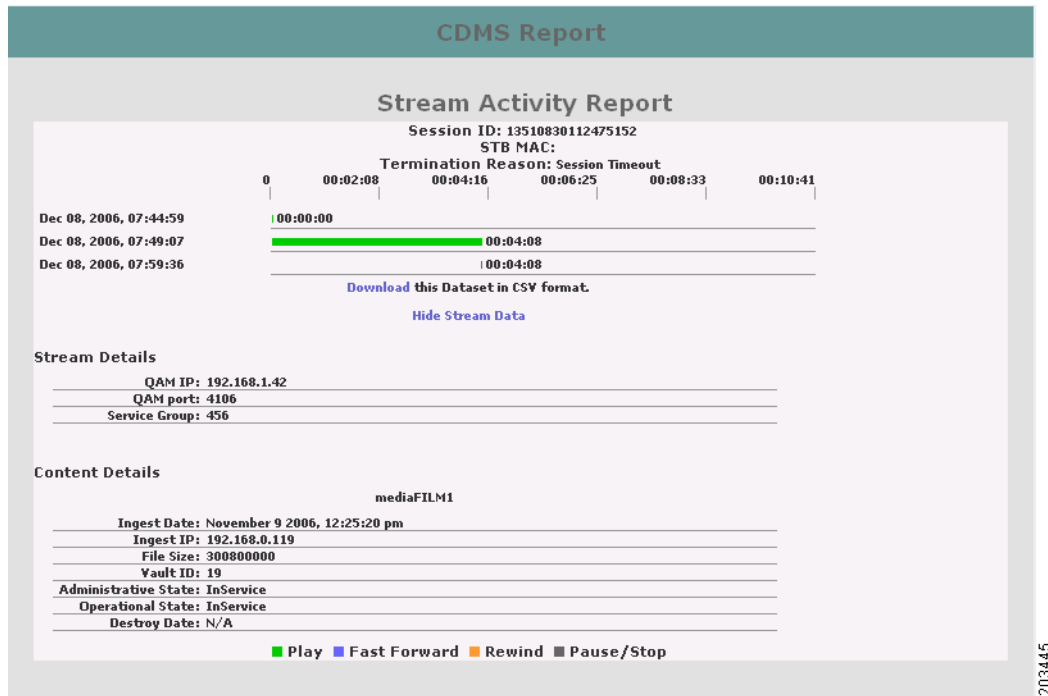 CDMS Report
Stream Activity Report
Session ID: 13510830112475152
STB MAC:
Termination Reason: Session Timeout
0 00:02:08 00:04:16 00:06:25 00:08:33 00:10:41
Dec 08, 2006, 07:44:59 00:00:00
Dec 08, 2006, 07:49:07 00:04:08
Dec 08, 2006, 07:59:36 00:04:08
Download this Dataset in CSV format.
Hide Stream Data
Stream Details
QAM IP: 192.168.1.42
QAM port: 4106
Service Group: 456
Content Details
mediaFILM1
Ingest Date: November 9 2006, 12:25:20 pm
Ingest IP: 192.168.0.119
File Size: 300800000
Vault ID: 19
Administrative State: InService
Operational State: InService
Destroy Date: N/A
Play Fast Forward Rewind Pause/Stop
203445